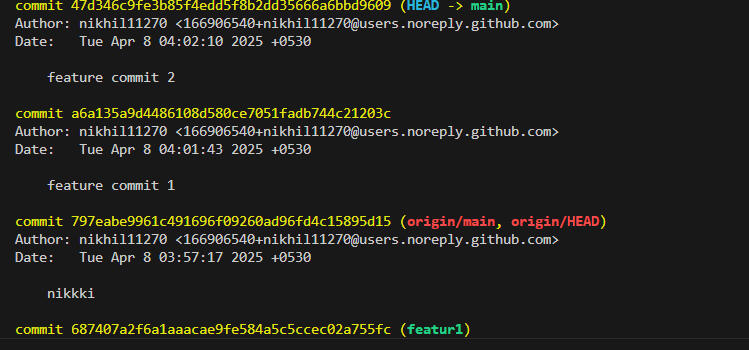 commit 47d346c9fe3b85f4edd5f8b2dd35666a6bbd9609 (HEAD -> main)
Author: nikhil11270 <166906540+nikhil11270@users.noreply.github.com>
Date:   Tue Apr 8 04:02:10 2025 +0530
feature commit 2
commit a6a135a9d4486108d580ce7051fadb744c21203c
Author: nikhil11270 <166906540+nikhil11270@users.noreply.github.com>
Date:   Tue Apr 8 04:01:43 2025 +0530
feature commit 1
commit 797eabe9961c491696f09260ad96fd4c15895d15 (origin/main, origin/HEAD)
Author: nikhil11270 <166906540+nikhil11270@users.noreply.github.com>
Date:   Tue Apr 8 03:57:17 2025 +0530
nikkki
commit 687407a2f6a1aaacae9fe584a5c5ccec02a755fc (featur1)